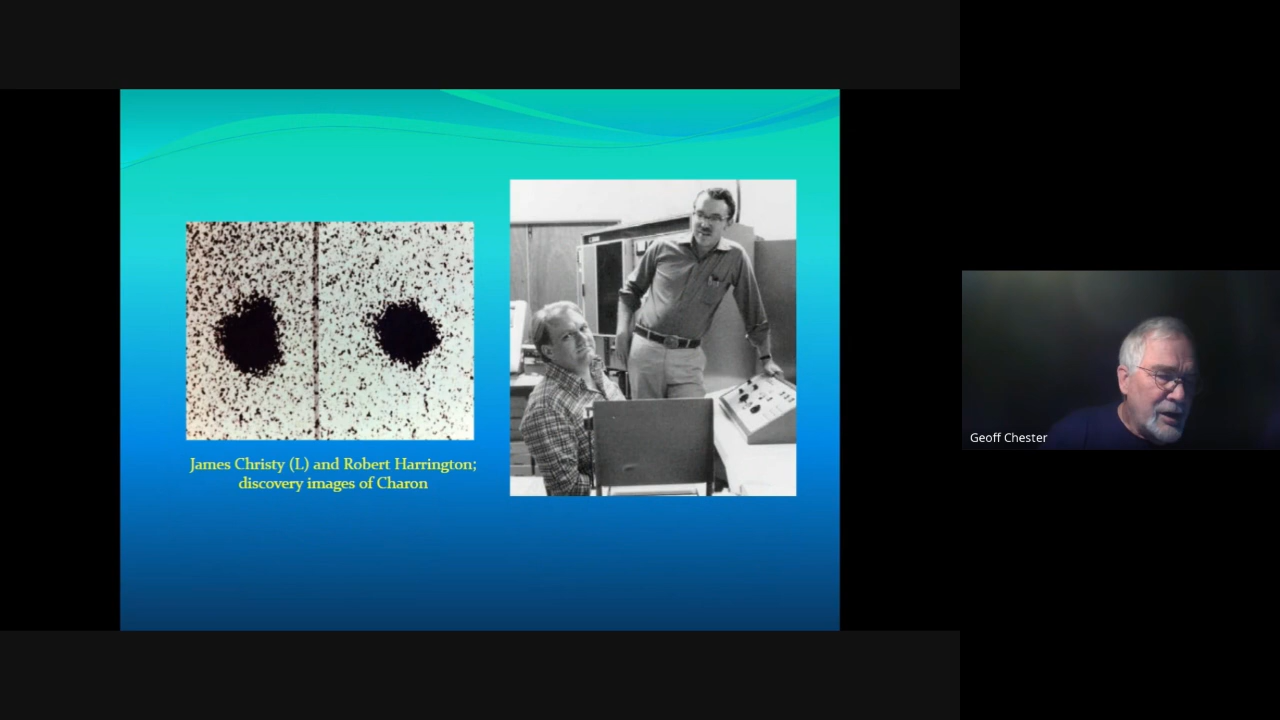 James Christy (L) and Robert Harrington;
discovery images of Charon
Geoff Chester